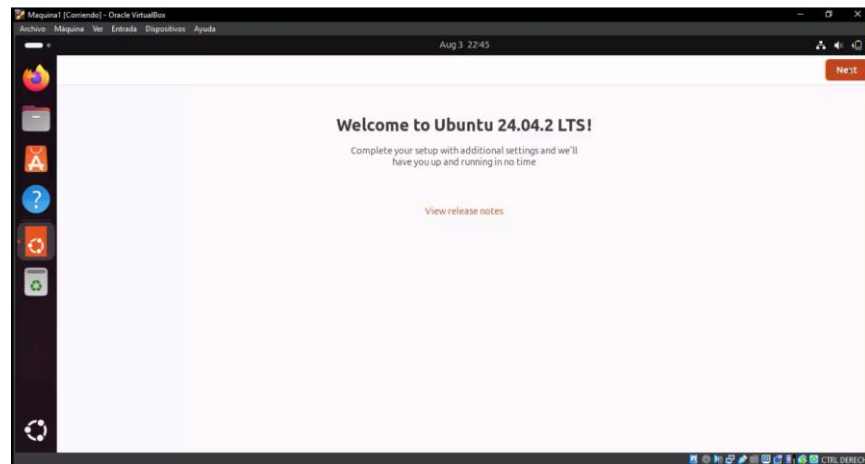 Maquina1 [Corriendo] - Oracle VirtualBox
Archivo Máquina Ver Entrada Dispositivos Ayuda
Aug 3 22:45
Next
Welcome to Ubuntu 24.04.2 LTS!
Complete your setup with additional settings and we'll
have you up and running in no time
View release notes
CTRL DERECH